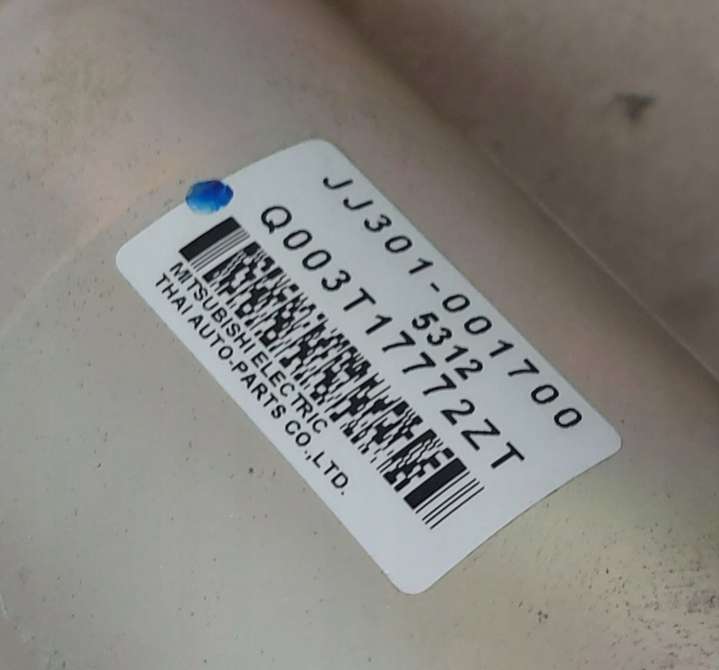 JJ301-001700
5312
Q003T17772ZT
MITSUBISHI ELECTRIC
THAI AUTO-PARTS CO.,LTD.